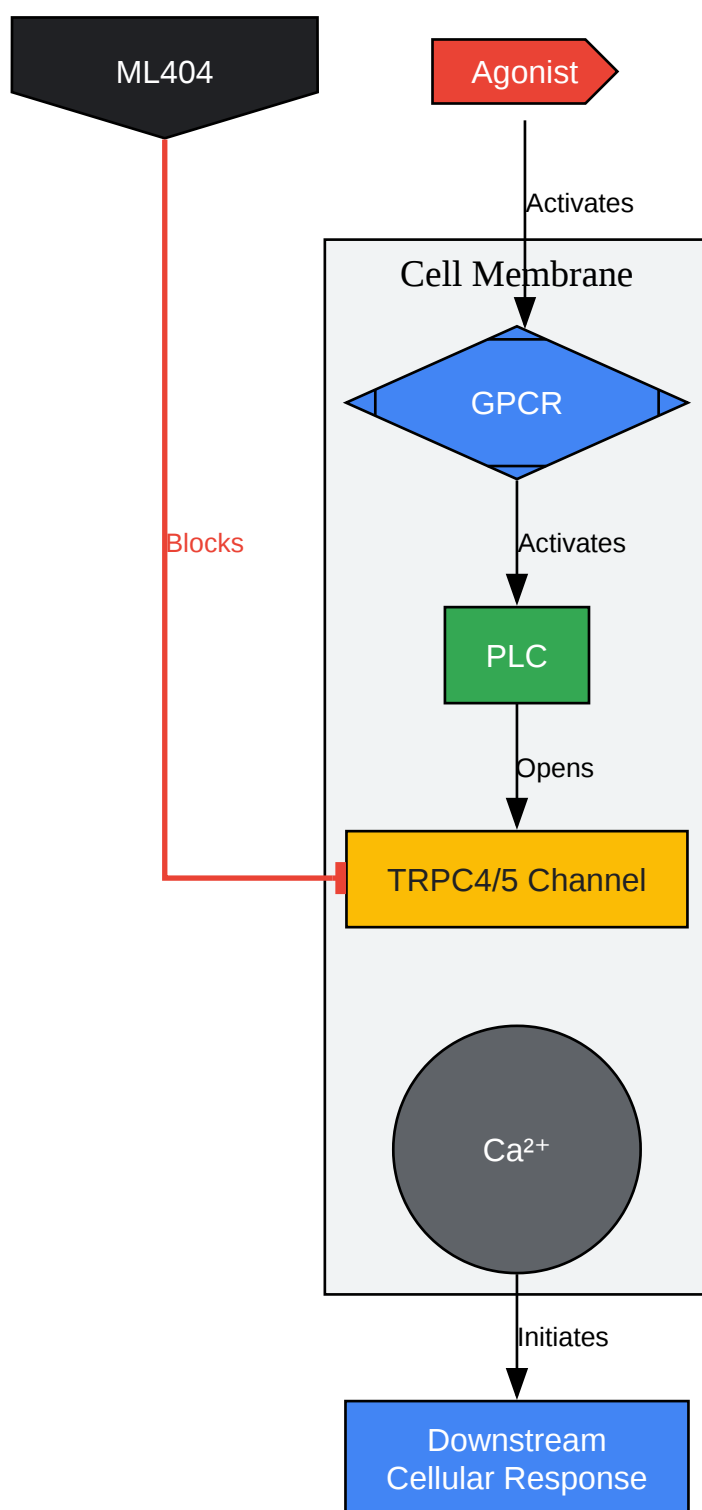 ML404
Agonist
Activates
Cell Membrane
GPCR
Blocks
Activates
PLC
Opens
TRPC4/5 Channel
Ca²⁺
Initiates
Downstream
Cellular Response